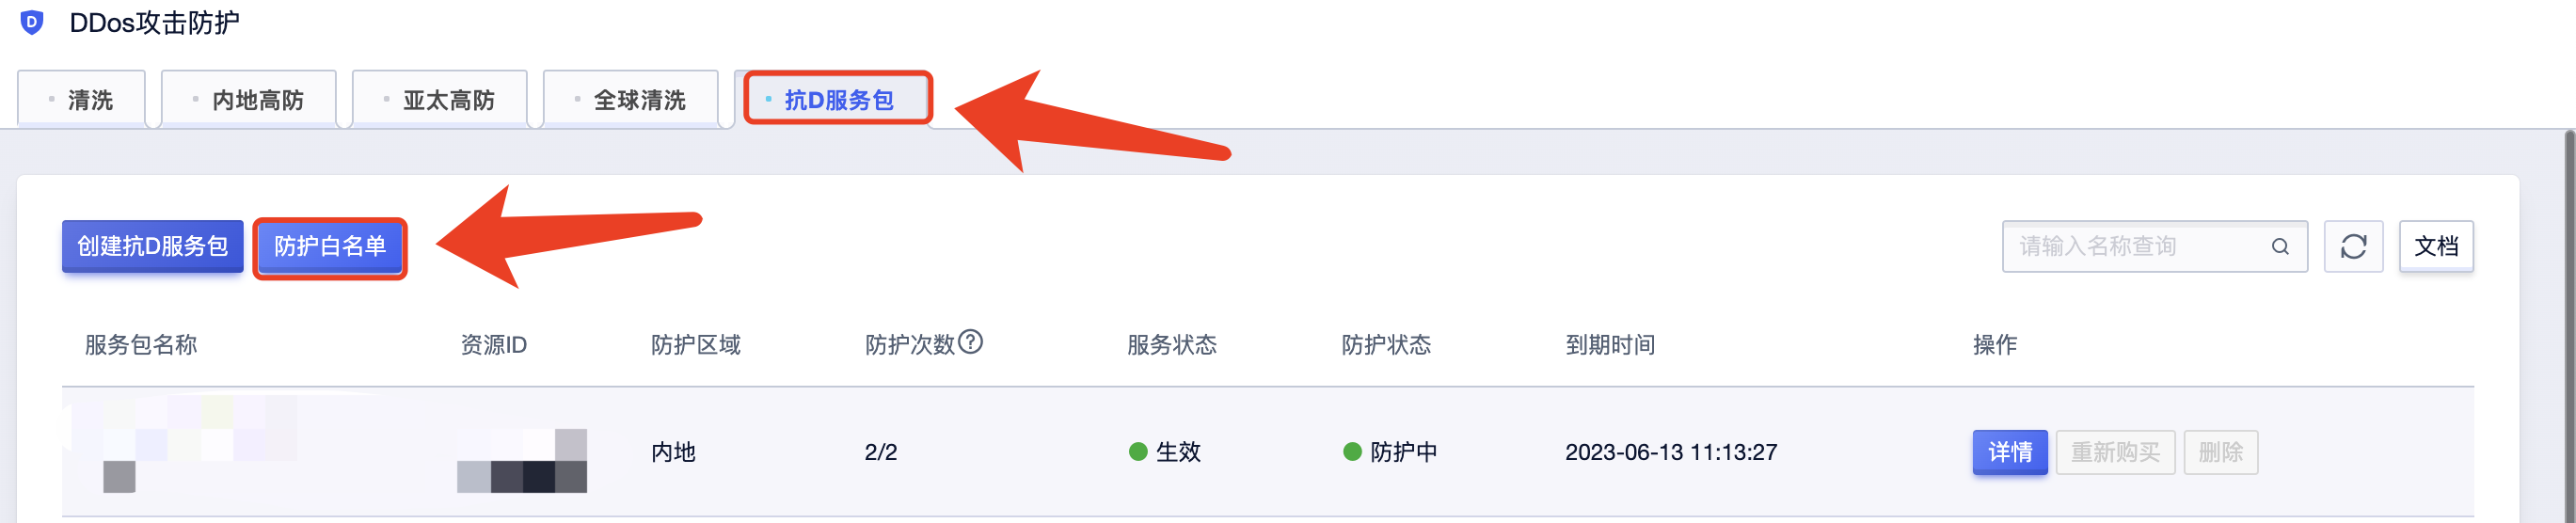 DDos攻击防护
清洗 内地高防 亚太高防 全球清洗 抗D服务包
创建抗D服务包 防护白名单 请输入名称查询 文档
服务包名称 资源ID 防护区域 防护次数? 服务状态 防护状态 到期时间 操作
内地 2/2 生效 防护中 2023-06-13 11:13:27 详情 重新购买 删除